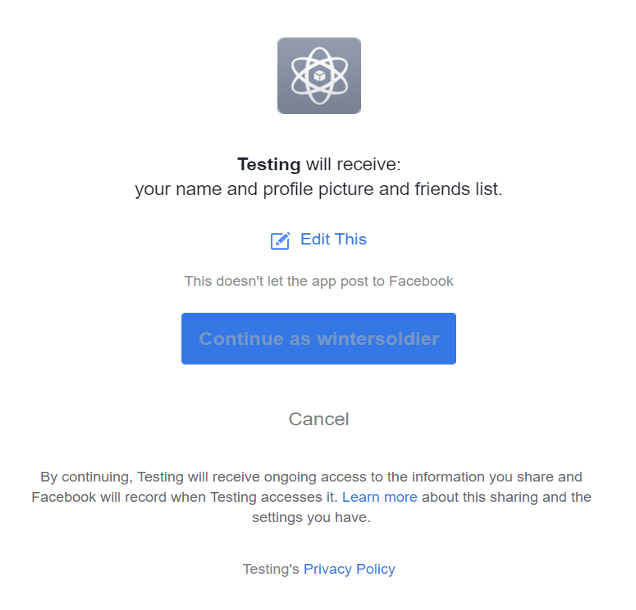 Testing will receive:
your name and profile picture and friends list.
Edit This
This doesn't let the app post to Facebook
Continue as wintersoldier
Cancel
By continuing, Testing will receive ongoing access to the information you share and
Facebook will record when Testing accesses it. Learn more about this sharing and the
settings you have.
Testing's Privacy Policy